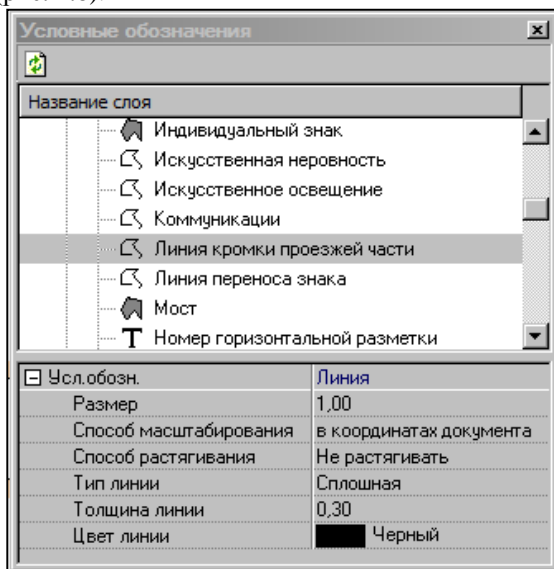 Условные обозначения
Название слоя
Индивидуальный знак
Искусственная неровность
Искусственное освещение
Коммуникации
Линия кромки проезжей части
Линия переноса знака
Мост
Номер горизонтальной разметки
Усл.обозн. Линия
Размер 1,00
Способ масштабирования в координатах документа
Способ растягивания Не растягивать
Тип линии Сплошная
Толщина линии 0,30
Цвет линии Черный